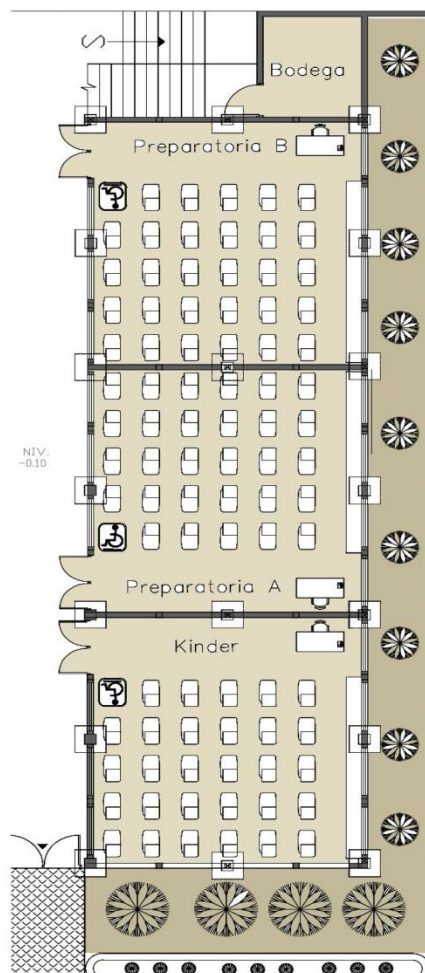 S
Bodega
Preparatoria B
NIV.
-0.10
Preparatoria A
Kinder